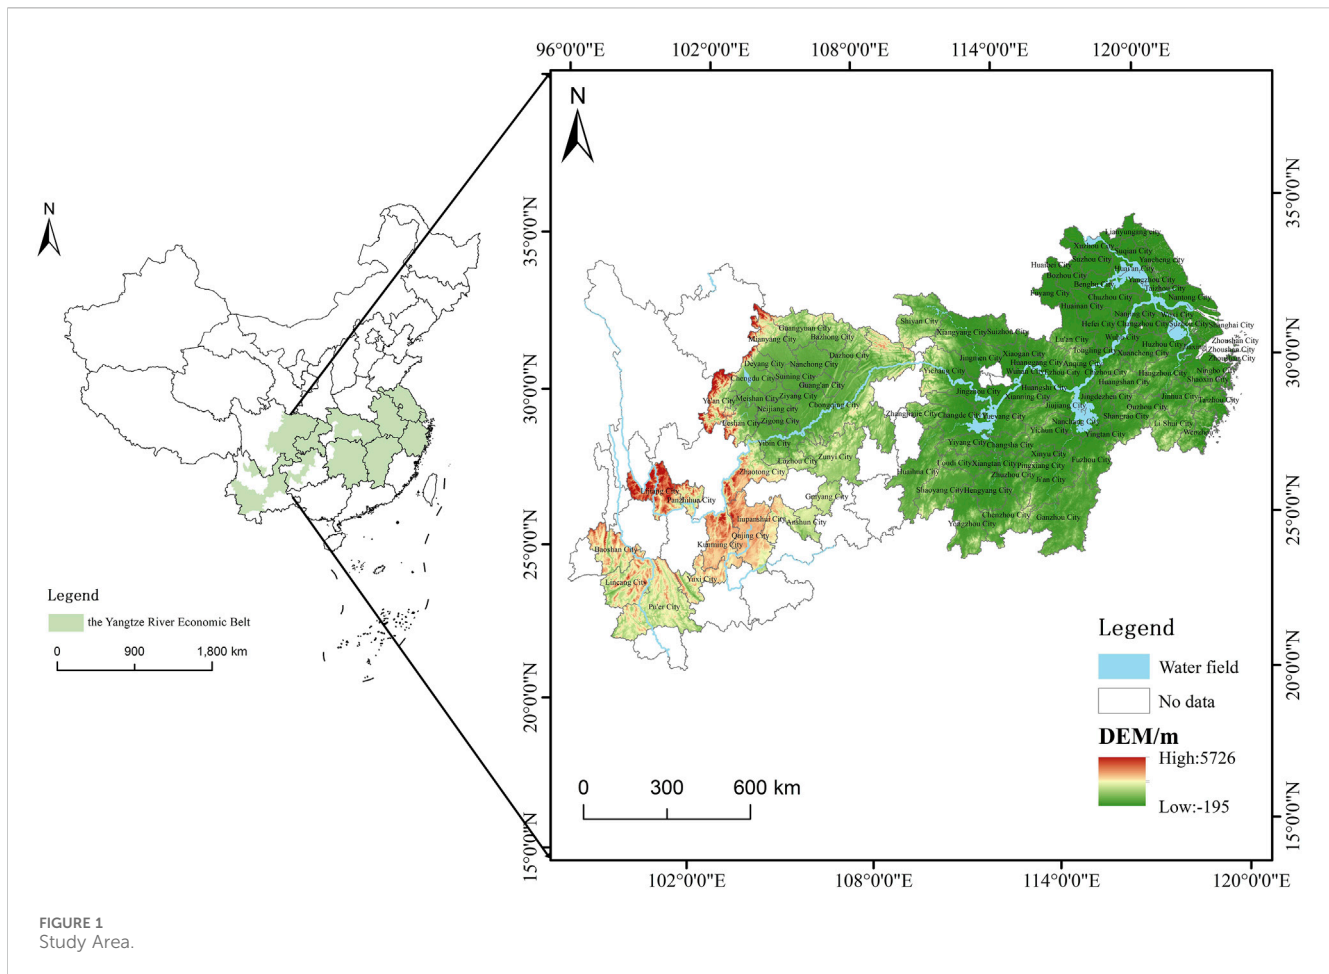 96°0'0"E
102°0'0"E
108°0'0"E
114°0'0"E
120°0'0"E
N
35°0'0"N
30°0'0"N
25°0'0"N
20°0'0"N
15°0'0"N
N
Legend
the Yangtze River Economic Belt
0 900 1,800 km
Lianyungang city
Xuzhou City
Suqian City
Suzhou City
Yancheng city
Huaibei City
Huai'an City
Bozhou City
Bengbu City
Yangzhou City
Taizhou City
Fuyang City
Chuzhou City
Nantong City
Huainan City
Nanjing City
Wuxi City
Hefei City
Changzhou City
Suzhou City
Shanghai City
Lu'an City
Huzhou City
Zhoushan City
Zhoushan City
Tongling City
Xuancheng City
Anqing City
Chizhou City
Hangzhou City
Ningbo City
Huangshan City
Shaoxin City
Jingdezhen City
Jinhua City
Taizhou City
Quzhou City
Shangrao City
Li Shui City
Yingtan City
Nanchang City
Jiujiang City
Fuzhou City
Yichun City
Xinyu City
Pingxiang City
Ji'an City
Ganzhou City
Shiyan City
Xiangyang City
Suizhou City
Jingmen City
Xiaogan City
Huanggang City
Ezhou City
Yichang City
Huangshi City
Jingzhou City
Xianning City
Zhangjiajie City
Changde City
Yueyang City
Yiyang City
Changsha City
Loudi City
Xiangtan City
Zhuzhou City
Huaihua City
Shaoyang City
Hengyang City
Chenzhou City
Yongzhou City
Guangyuan City
Mianyang City
Bazhong City
Dazhou City
Deyang City
Nanchong City
Chengdu City
Suining City
Guang'an City
Ya'an City
Meishan City
Ziyang City
Neijiang city
Chongqing City
Leshan City
Zigong City
Yibin City
Luzhou City
Zunyi City
Zhaotong City
Guiyang City
Lijiang City
Panzhihua City
Liupanshui City
Anshun City
Qujing City
Kunming City
Baoshan City
Yuxi City
Lincang City
Pu'er City
Legend
Water field
No data
DEM/m
High:5726
Low:-195
0 300 600 km
35°0'0"N
30°0'0"N
25°0'0"N
20°0'0"N
15°0'0"N
102°0'0"E
108°0'0"E
114°0'0"E
120°0'0"E
FIGURE 1
Study Area.